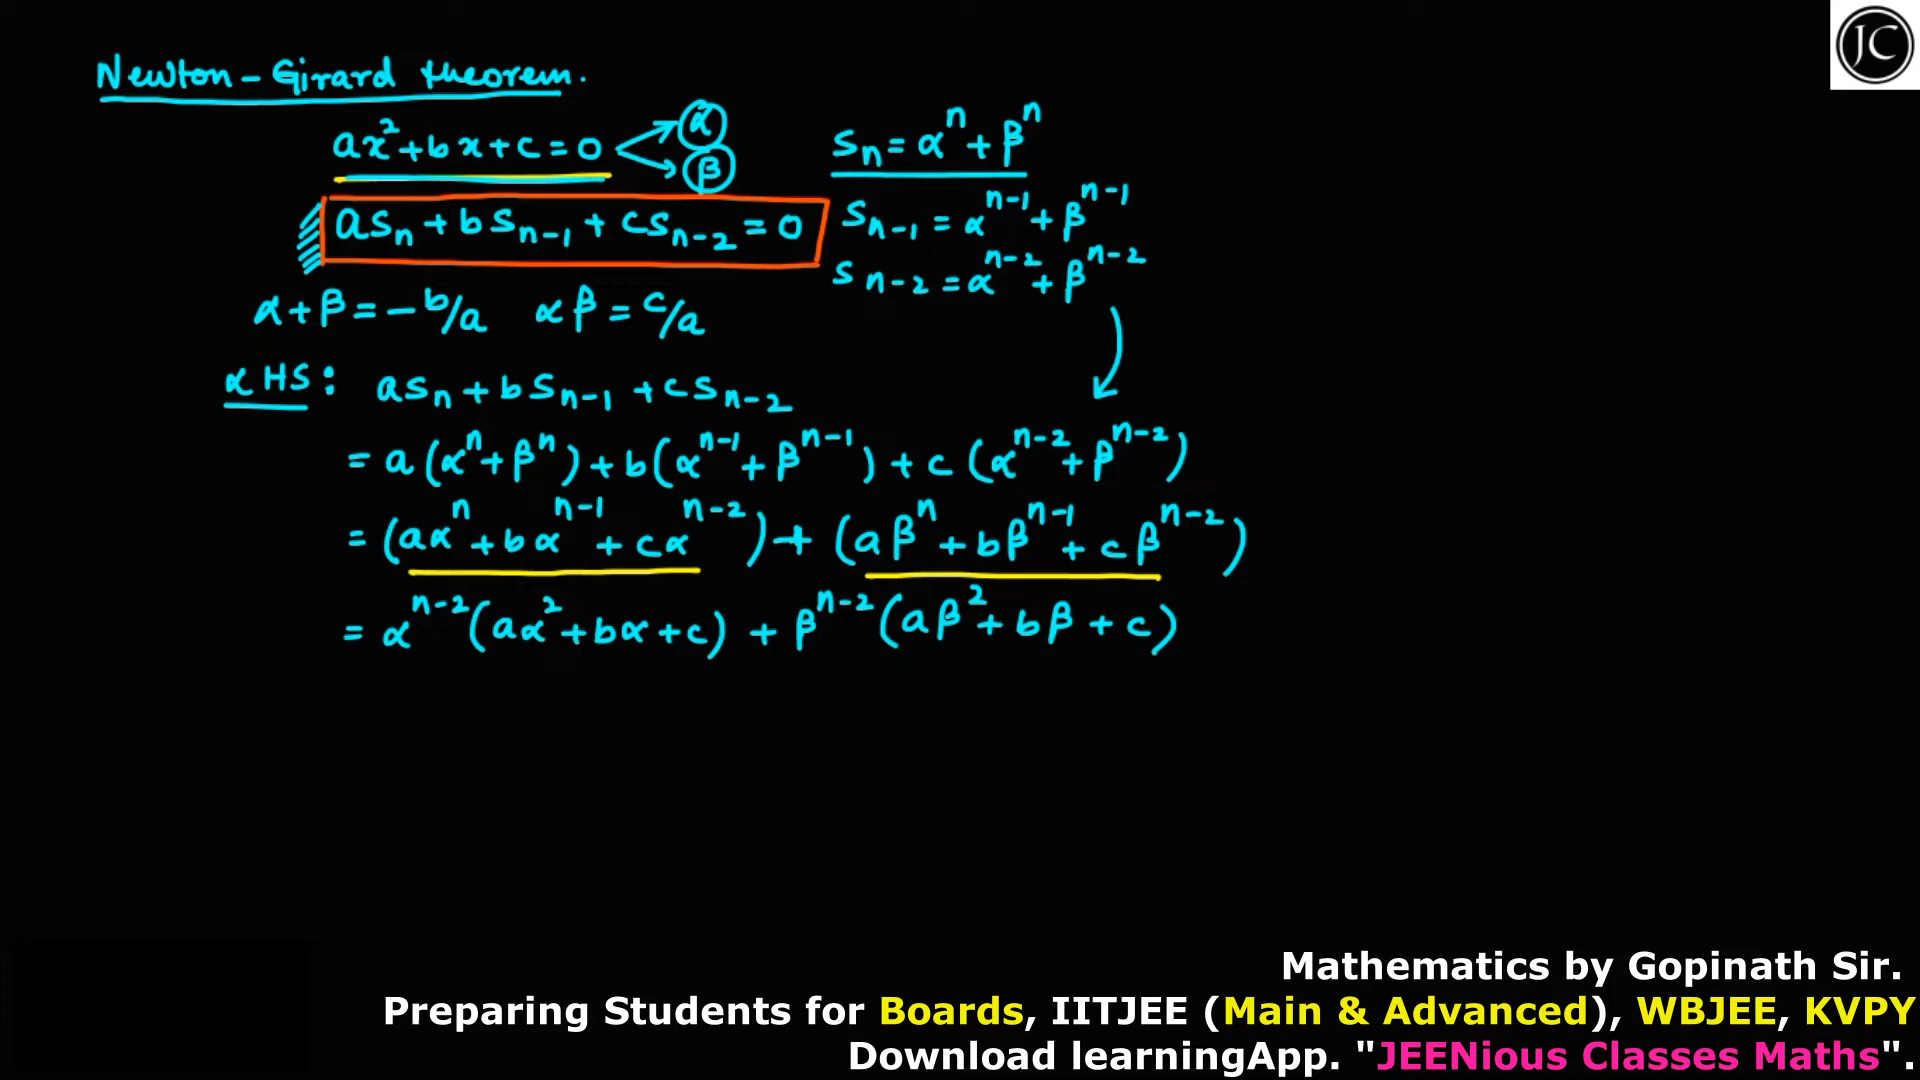 JC
Newton-Girard theorem.
ax²+bx+c=0 α β
Sₙ = αⁿ + βⁿ
aSₙ + bSₙ₋₁ + cSₙ₋₂ = 0
Sₙ₋₁ = αⁿ⁻¹ + βⁿ⁻¹
Sₙ₋₂ = αⁿ⁻² + βⁿ⁻²
α+β = -b/a αβ = c/a
αHS: aSₙ + bSₙ₋₁ + cSₙ₋₂
= a(αⁿ+βⁿ) + b(αⁿ⁻¹+βⁿ⁻¹) + c(αⁿ⁻²+βⁿ⁻²)
= (aαⁿ+bαⁿ⁻¹+cαⁿ⁻²) + (aβⁿ+bβⁿ⁻¹+cβⁿ⁻²)
= αⁿ⁻²(aα²+bα+c) + βⁿ⁻²(aβ²+bβ+c)
Mathematics by Gopinath Sir.
Preparing Students for Boards, IITJEE (Main & Advanced), WBJEE, KVPY
Download learningApp. "JEENious Classes Maths".